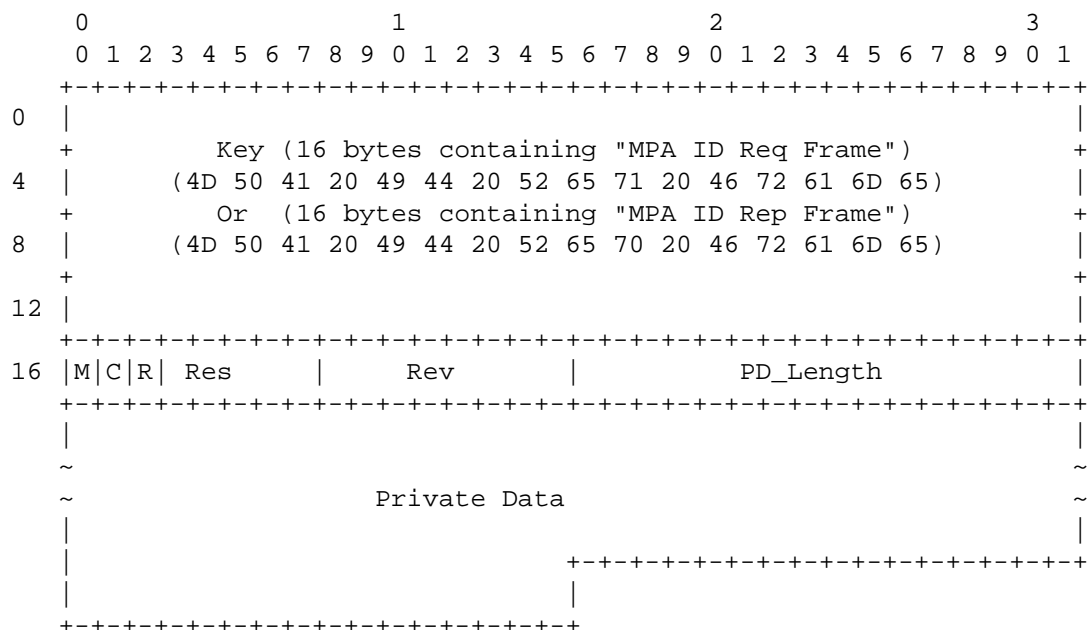 0                   1                   2                   3
 0 1 2 3 4 5 6 7 8 9 0 1 2 3 4 5 6 7 8 9 0 1 2 3 4 5 6 7 8 9 0 1
    +-+-+-+-+-+-+-+-+-+-+-+-+-+-+-+-+-+-+-+-+-+-+-+-+-+-+-+-+-+-+-+-+
0   |                                                               |
    +         Key (16 bytes containing "MPA ID Req Frame")          +
4   |      (4D 50 41 20 49 44 20 52 65 71 20 46 72 61 6D 65)        |
    +         Or  (16 bytes containing "MPA ID Rep Frame")          +
8   |      (4D 50 41 20 49 44 20 52 65 70 20 46 72 61 6D 65)        |
    +                                                               +
12  |                                                               |
    +-+-+-+-+-+-+-+-+-+-+-+-+-+-+-+-+-+-+-+-+-+-+-+-+-+-+-+-+-+-+-+-+
16  |M|C|R| Res     |     Rev       |          PD_Length            |
    +-+-+-+-+-+-+-+-+-+-+-+-+-+-+-+-+-+-+-+-+-+-+-+-+-+-+-+-+-+-+-+-+
    |                                                               |
    ~                                                               ~
    ~                   Private Data                                ~
    |                                                               |
    |                               +-+-+-+-+-+-+-+-+-+-+-+-+-+-+-+-+
    |                               |
    +-+-+-+-+-+-+-+-+-+-+-+-+-+-+-+-+